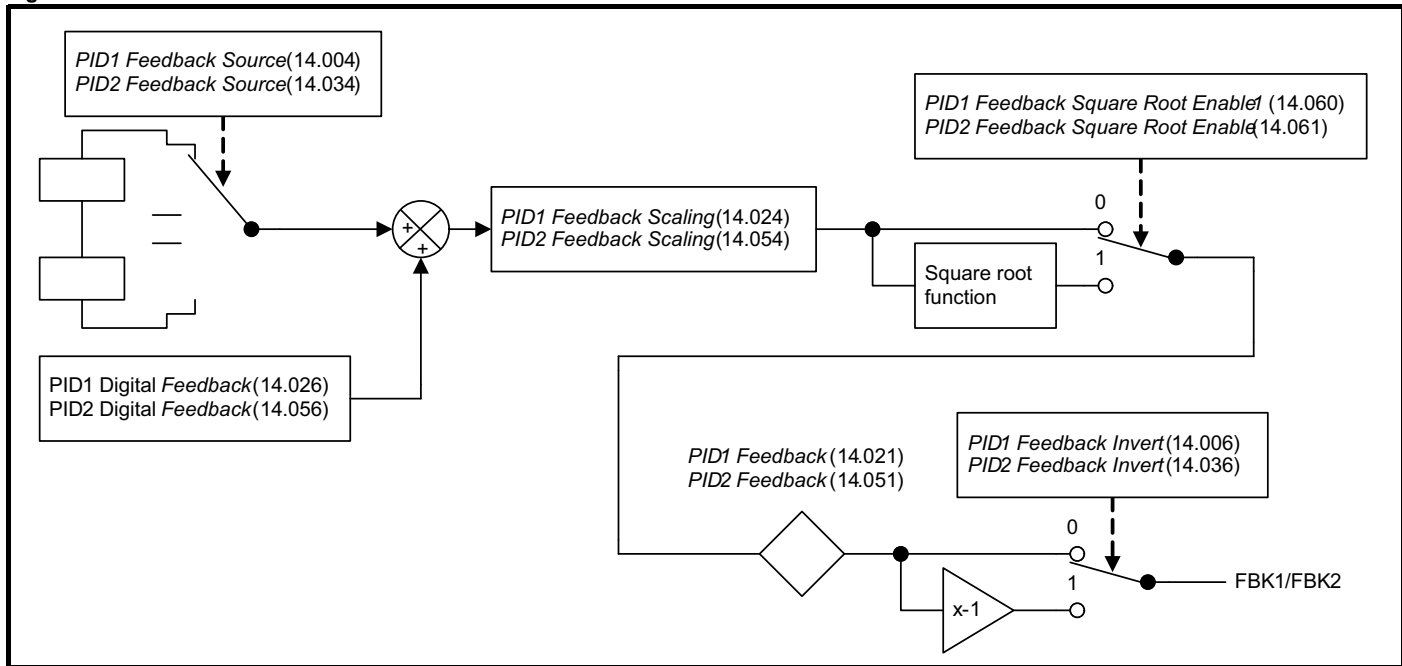 PID1 Feedback Source(14.004)
PID2 Feedback Source(14.034)
PID1 Feedback Square Root Enable1 (14.060)
PID2 Feedback Square Root Enable(14.061)
0
1
+
+
PID1 Feedback Scaling(14.024)
PID2 Feedback Scaling(14.054)
Square root
function
PID1 Digital Feedback(14.026)
PID2 Digital Feedback(14.056)
PID1 Feedback (14.021)
PID2 Feedback (14.051)
PID1 Feedback Invert(14.006)
PID2 Feedback Invert(14.036)
0
1
x-1
FBK1/FBK2